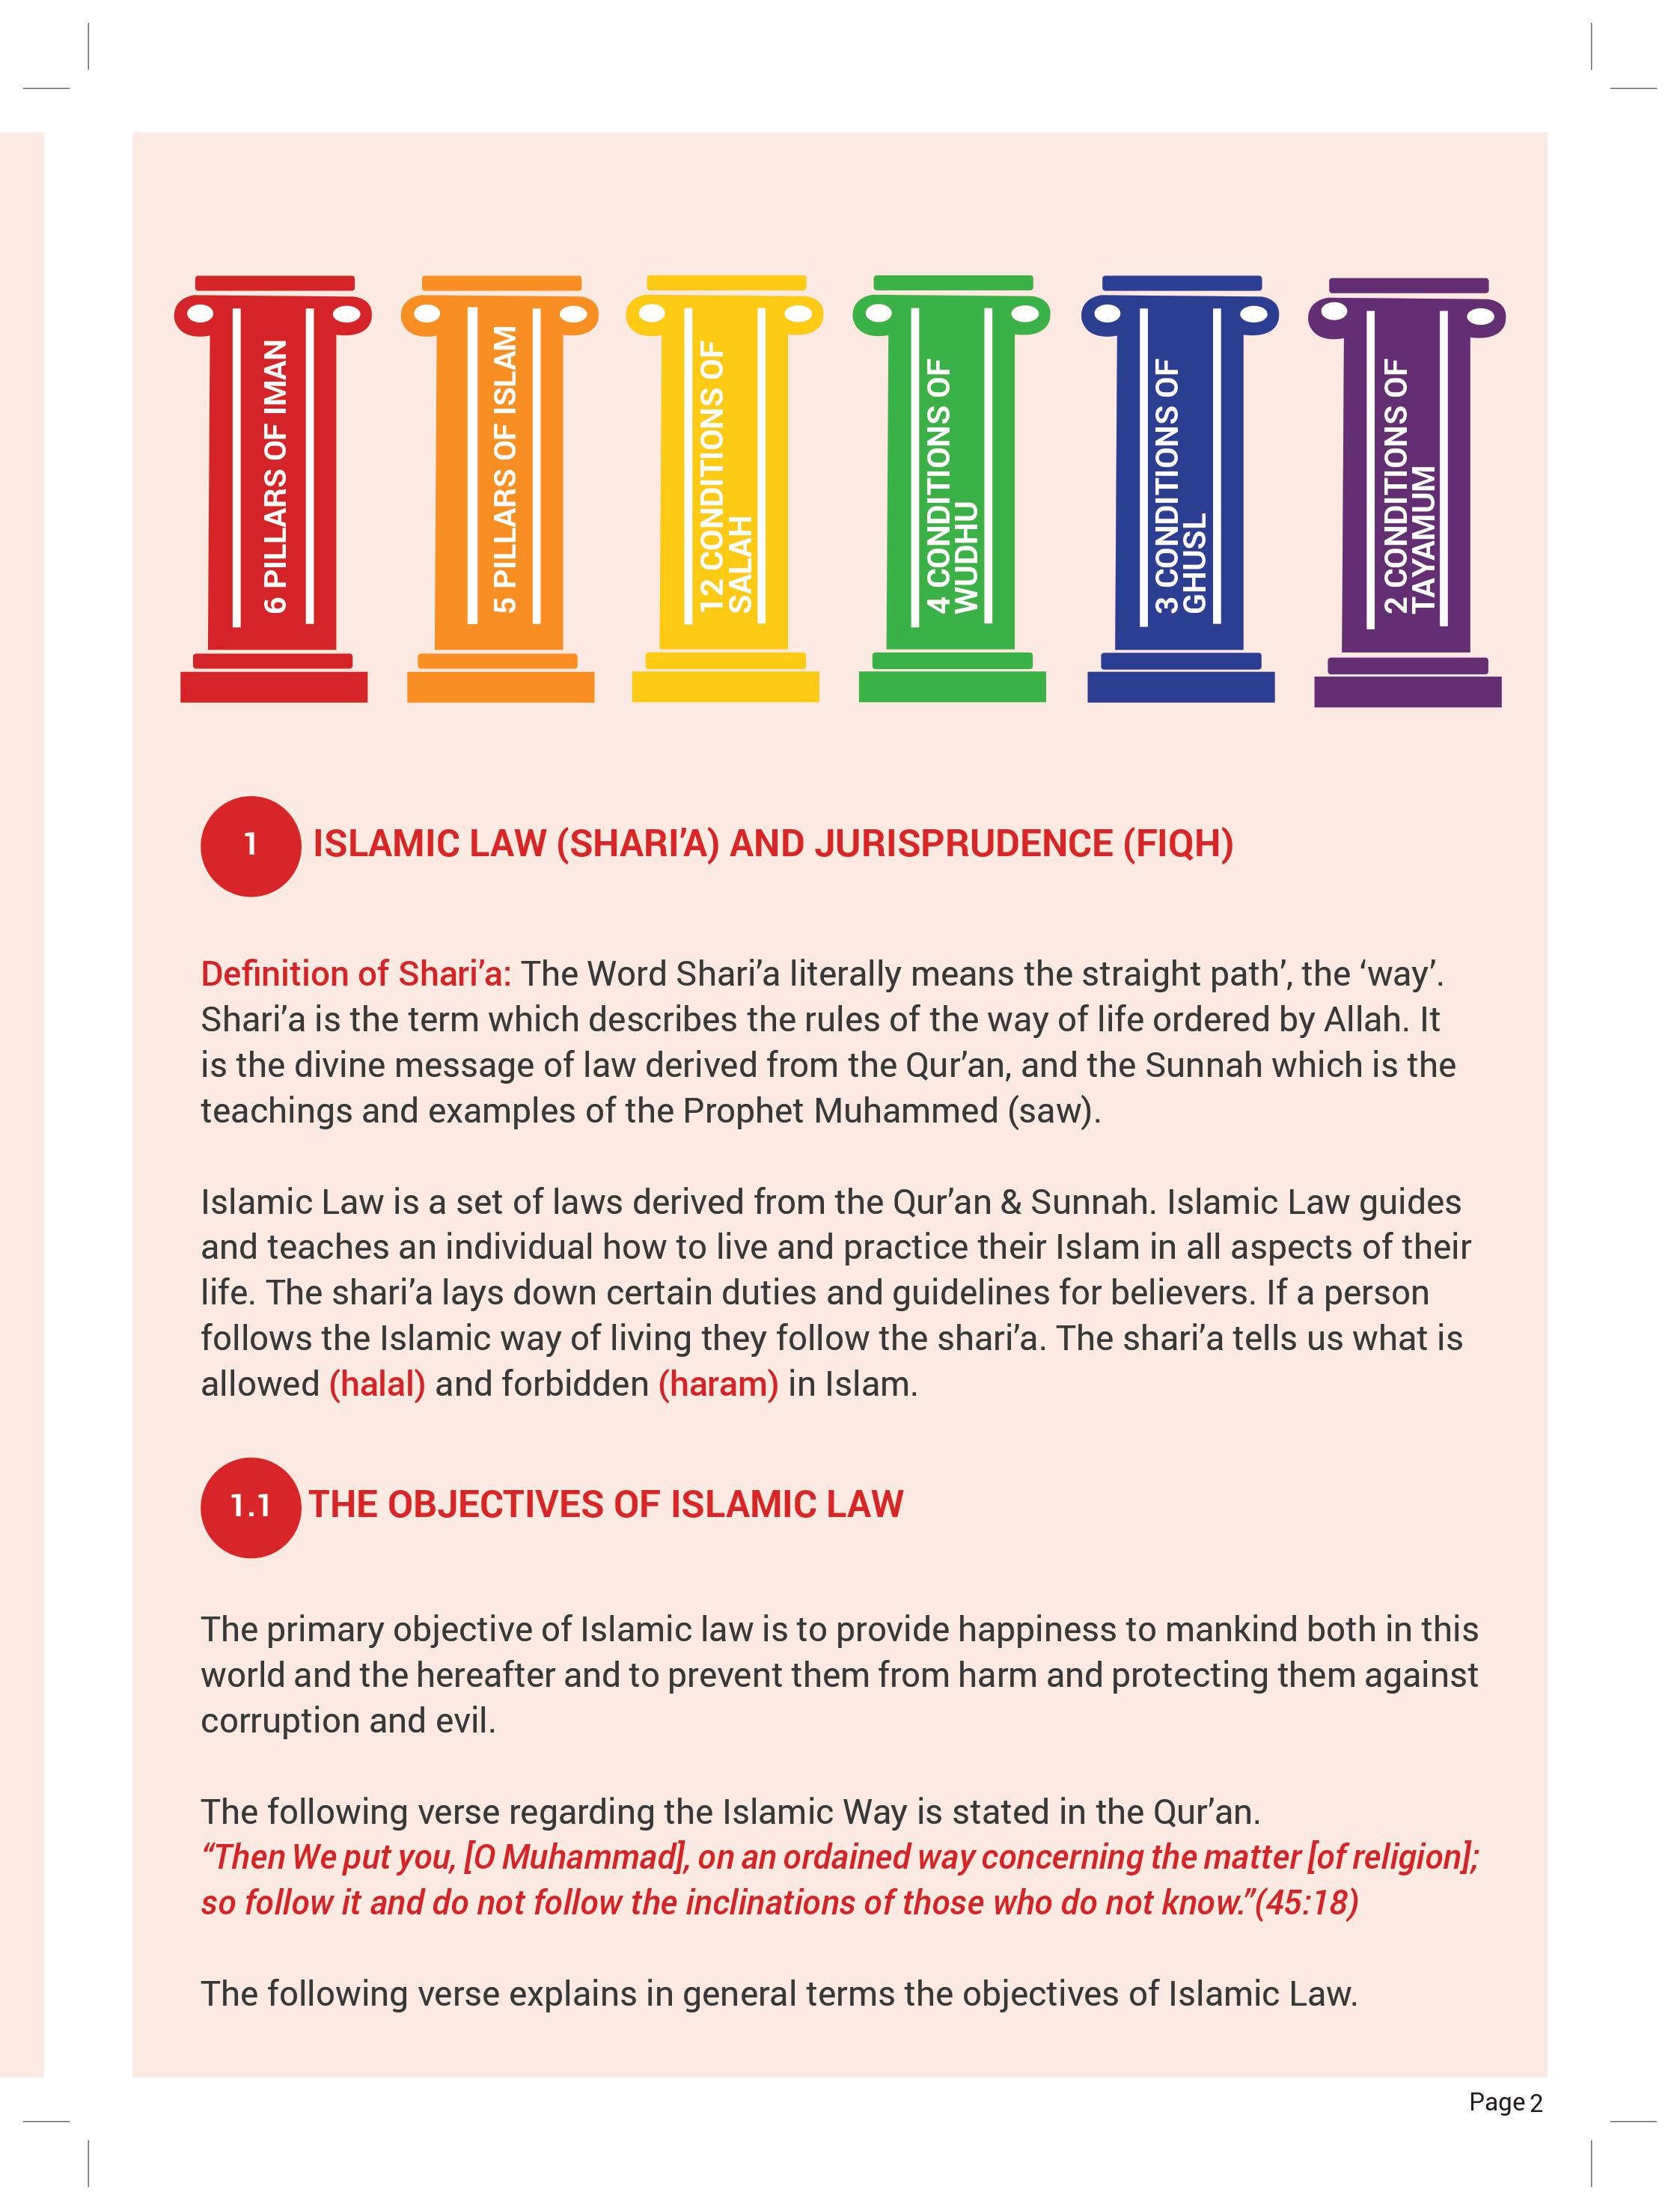 6 PILLARS OF IMAN
5 PILLARS OF ISLAM
12 CONDITIONS OF
SALAH
4 CONDITIONS OF
WUDHU
3 CONDITIONS OF
GHUSL
2 CONDITIONS OF
TAYAMUM
1 ISLAMIC LAW (SHARI’A) AND JURISPRUDENCE (FIQH)
Definition of Shari’a: The Word Shari’a literally means the straight path’, the ‘way’.
Shari’a is the term which describes the rules of the way of life ordered by Allah. It
is the divine message of law derived from the Qur’an, and the Sunnah which is the
teachings and examples of the Prophet Muhammed (saw).
Islamic Law is a set of laws derived from the Qur’an & Sunnah. Islamic Law guides
and teaches an individual how to live and practice their Islam in all aspects of their
life. The shari’a lays down certain duties and guidelines for believers. If a person
follows the Islamic way of living they follow the shari’a. The shari’a tells us what is
allowed (halal) and forbidden (haram) in Islam.
1.1 THE OBJECTIVES OF ISLAMIC LAW
The primary objective of Islamic law is to provide happiness to mankind both in this
world and the hereafter and to prevent them from harm and protecting them against
corruption and evil.
The following verse regarding the Islamic Way is stated in the Qur’an.
“Then We put you, [O Muhammad], on an ordained way concerning the matter [of religion];
so follow it and do not follow the inclinations of those who do not know.”(45:18)
The following verse explains in general terms the objectives of Islamic Law.
Page 2